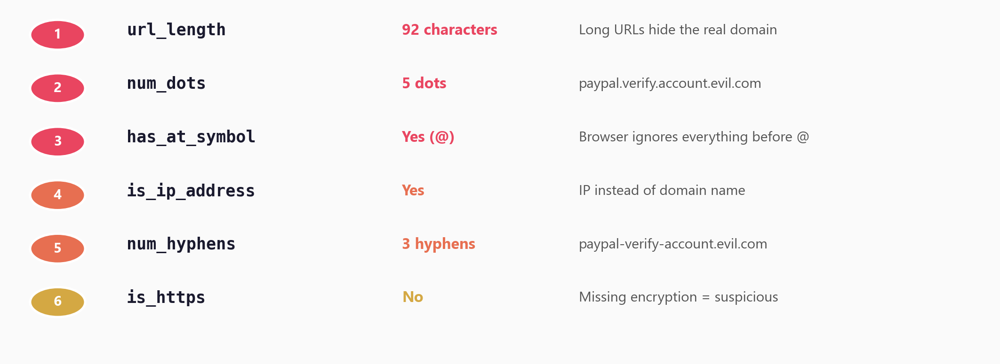 1 url_length 92 characters Long URLs hide the real domain
2 num_dots 5 dots paypal.verify.account.evil.com
3 has_at_symbol Yes (@) Browser ignores everything before @
4 is_ip_address Yes IP instead of domain name
5 num_hyphens 3 hyphens paypal-verify-account.evil.com
6 is_https No Missing encryption = suspicious